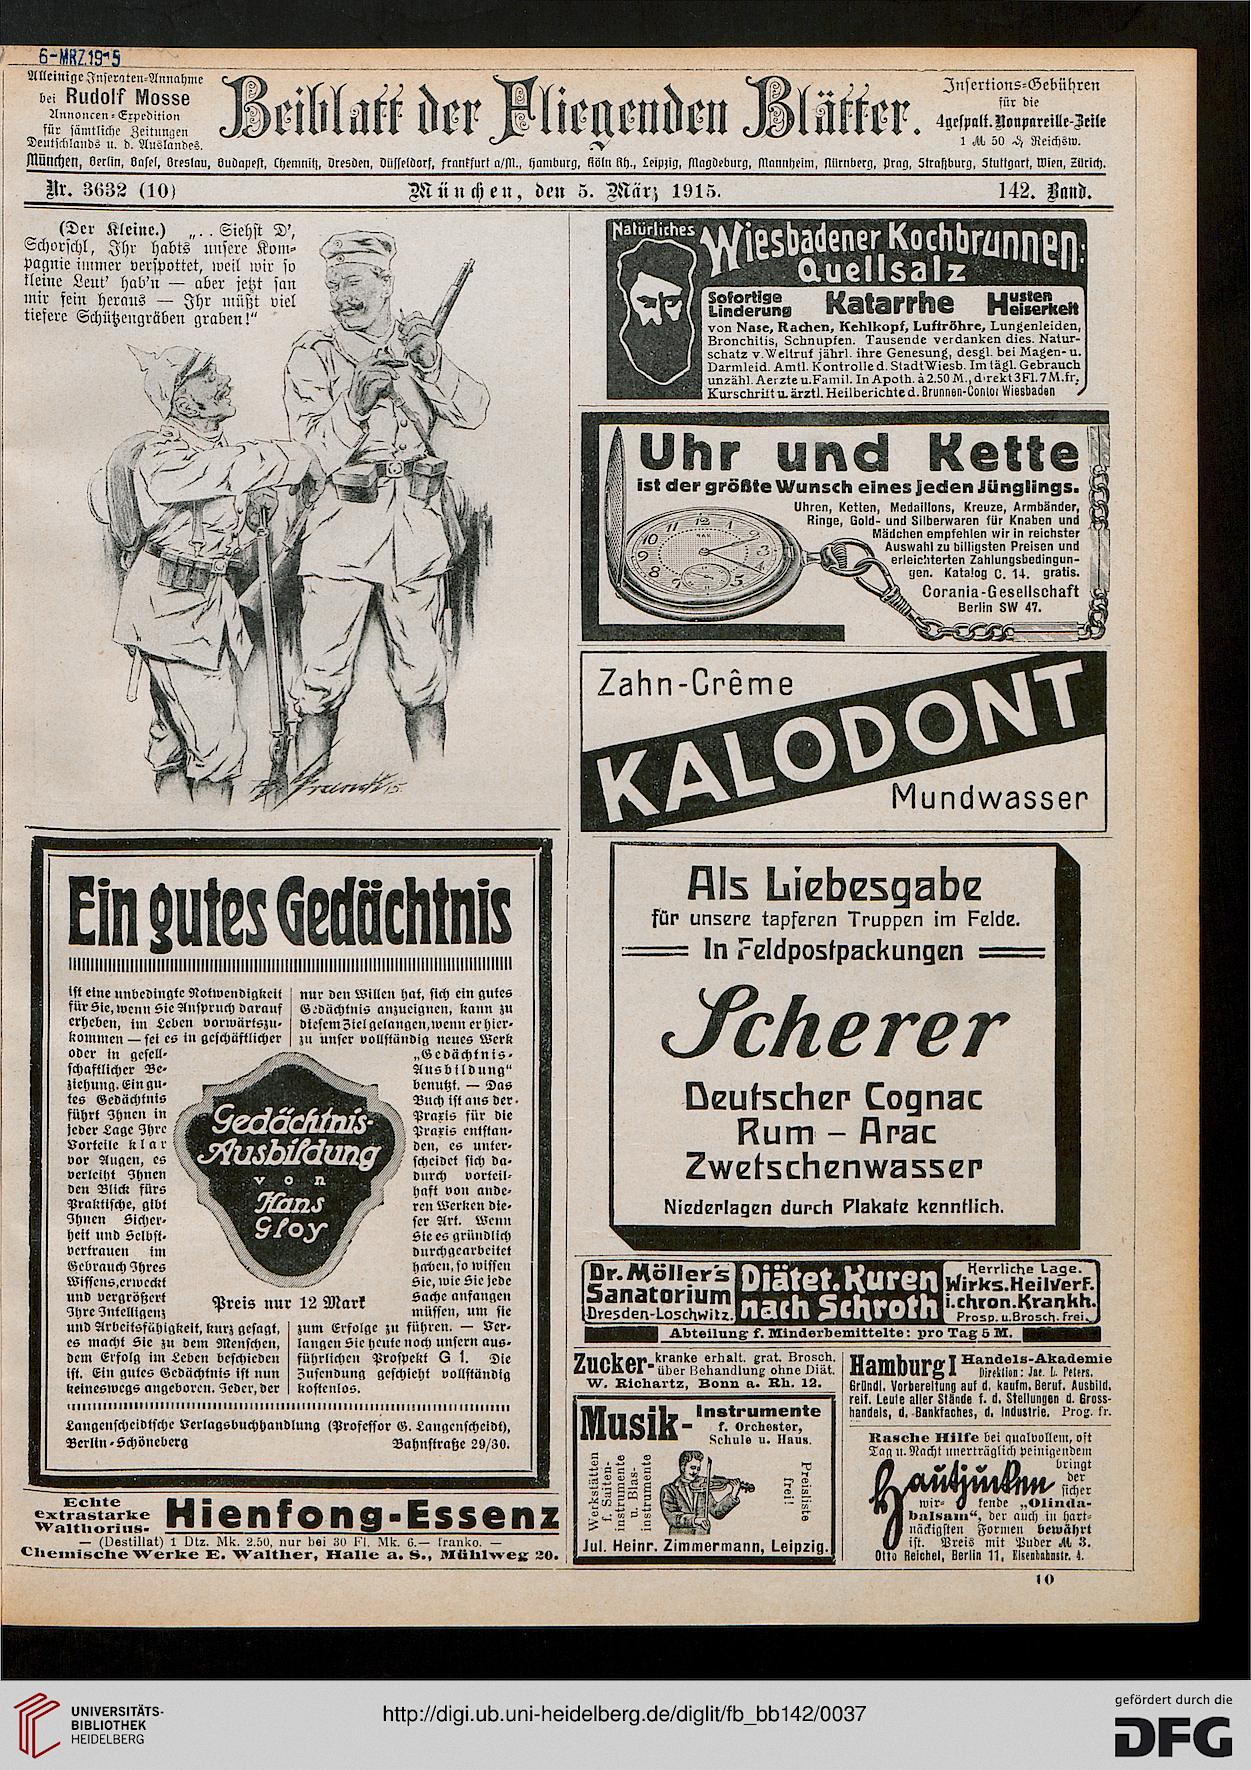 6-MRZ.1915
Alleinige Inseraten-Annahme
bei Rudolf Mosse
Annoncen-Expedition
für sämtliche Zeitungen
Deutschlands u. d. Auslandes.
Beiblatt der Fliegenden Blätter.
Insertions-Gebühren
für die
4gespalt. Nonpareille-Zeile
1 M 50 ₰ Reichsw.
München, Berlin, Basel, Breslau, Budapest, Chemnitz, Dresden, Düsseldorf, Frankfurt a/M., Hamburg, Köln Rh., Leipzig, Magdeburg, Mannheim, Nürnberg, Prag, Straßburg, Stuttgart, Wien, Zürich.
Nr. 3632 (10)
München, den 5. März 1915.
142. Band.
(Der Kleine.) „. . Siehst D',
Schorschl, Ihr habts unsere Kom-
pagnie immer verspottet, weil wir so
kleine Leut' hab'n — aber jetzt san
mir fein heraus — Ihr müßt viel
tiefere Schützengräben graben!“
Ein gutes Gedächtnis
ist eine unbedingte Notwendigkeit
für Sie, wenn Sie Anspruch darauf
erheben, im Leben vorwärtszu-
kommen — sei es in geschäftlicher
oder in gesell-
schaftlicher Be-
ziehung. Ein gu-
tes Gedächtnis
führt Ihnen in
jeder Lage Ihre
Vorteile klar
vor Augen, es
verleiht Ihnen
den Blick fürs
Praktische, gibt
Ihnen Sicher-
heit und Selbst-
vertrauen im
Gebrauch Ihres
Wissens, erweckt
und vergrößert
Ihre Intelligenz
und Arbeitsfähigkeit, kurz gesagt,
es macht Sie zu dem Menschen,
dem Erfolg im Leben beschieden
ist. Ein gutes Gedächtnis ist nun
keineswegs angeboren. Jeder, der
nur den Willen hat, sich ein gutes
Gedächtnis anzueignen, kann zu
diesem Ziel gelangen, wenn er hier-
zu unser vollständig neues Werk
„Gedächtnis-
Ausbildung“
benutzt. — Das
Buch ist aus der
Praxis für die
Praxis entstan-
den, es unter-
scheidet sich da-
durch vorteil-
haft von ande-
ren Werken die-
ser Art. Wenn
Sie es gründlich
durchgearbeitet
haben, so wissen
Sie, wie Sie jede
Sache anfangen
müssen, um sie
zum Erfolge zu führen. — Ver-
langen Sie heute noch unsern aus-
führlichen Prospekt G 1. Die
Zusendung geschieht vollständig
kostenlos.
Gedächtnis-
Ausbildung
von
Hans
Gloy
Preis nur 12 Mark
Langenscheidtsche Verlagsbuchhandlung (Professor G. Langenscheidt),
Berlin-Schöneberg
Bahnstraße 29/30.
Echte
extrastarke
Walthorius-
Hienfong-Essenz
— (Destillat) 1 Dtz. Mk. 2.50, nur bei 30 Fl. Mk. 6.— franko. —
Chemische Werke E. Walther, Halle a. S., Mühlweg 20.
Natürliches
Wiesbadener Kochbrunnen-
Quellsalz
Sofortige
Linderung
Katarrhe
Husten
Heiserkeit
von Nase, Rachen, Kehlkopf, Luftröhre, Lungenleiden,
Bronchitis, Schnupfen. Tausende verdanken dies. Natur-
schatz v. Weltruf jährl. ihre Genesung, desgl. bei Magen- u.
Darmleid. Amtl. Kontrolle d. Stadt Wiesb. Im tägl. Gebrauch
unzähl. Aerzte u. Famil. In Apoth. à 2.50 M., direkt 3 Fl. 7 M. fr.
Kurschrift u. ärztl. Heilberichte d. Brunnen-Contor Wiesbaden
Uhr und Kette
ist der größte Wunsch eines jeden Jünglings.
Uhren, Ketten, Medaillons, Kreuze, Armbänder,
Ringe, Gold- und Silberwaren für Knaben und
Mädchen empfehlen wir in reichster
Auswahl zu billigsten Preisen und
erleichterten Zahlungsbedingun-
gen. Katalog C. 14. gratis.
Corania-Gesellschaft
Berlin SW 47.
Zahn-Crême
KALODONT
Mundwasser
Als Liebesgabe
für unsere tapferen Truppen im Felde.
In Feldpostpackungen
Scherer
Deutscher Cognac
Rum – Arac
Zwetschenwasser
Niederlagen durch Plakate kenntlich.
Dr. Möller's
Sanatorium
Dresden-Loschwitz.
Diätet. Kuren
nach Schroth
Herrliche Lage.
Wirks. Heilverf.
i. chron. Krankh.
Prosp. u. Brosch. frei.
Abteilung f. Minderbemittelte: pro Tag 5 M.
Zucker-kranke erhalt. grat. Brosch.
über Behandlung ohne Diät.
W. Richartz, Bonn a. Rh. 12.
Hamburg I Handels-Akademie
Direktion: Jac. L. Peters.
Gründl. Vorbereitung auf d. kaufm. Beruf. Ausbild.
reif. Leute aller Stände f. d. Stellungen d. Gross-
handels, d. Bankfaches, d. Industrie. Prog. fr.
Musik-Instrumente
f. Orchester,
Schule u. Haus.
Werkstätten
f. Saiten-
instrumente
u. Blas-
instrumente
Preisliste
frei!
Jul. Heinr. Zimmermann, Leipzig.
Rasche Hilfe bei qualvollem, oft
Tag u. Nacht unerträglich peinigendem
Hautjucken bringt
der
sicher
wirkende „Olinda-
balsam“, der auch in hart-
näckigsten Formen bewährt
ist. Preis mit Puder M 3.
Otto Reichel, Berlin 11, Eisenbahnstr. 4.
10
UNIVERSITÄTS-
BIBLIOTHEK
HEIDELBERG
http://digi.ub.uni-heidelberg.de/diglit/fb_bb142/0037
gefördert durch die
DFG